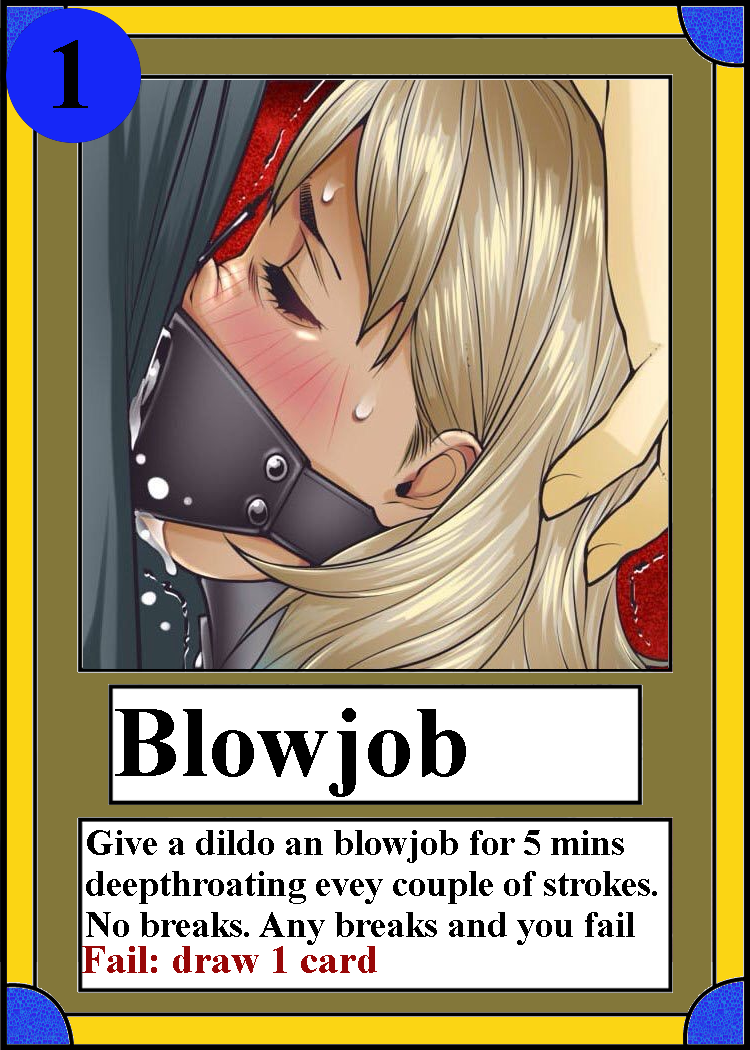 1
Blowjob
Give a dildo an blowjob for 5 mins
deepthroating evey couple of strokes.
No breaks. Any breaks and you fail
Fail: draw 1 card